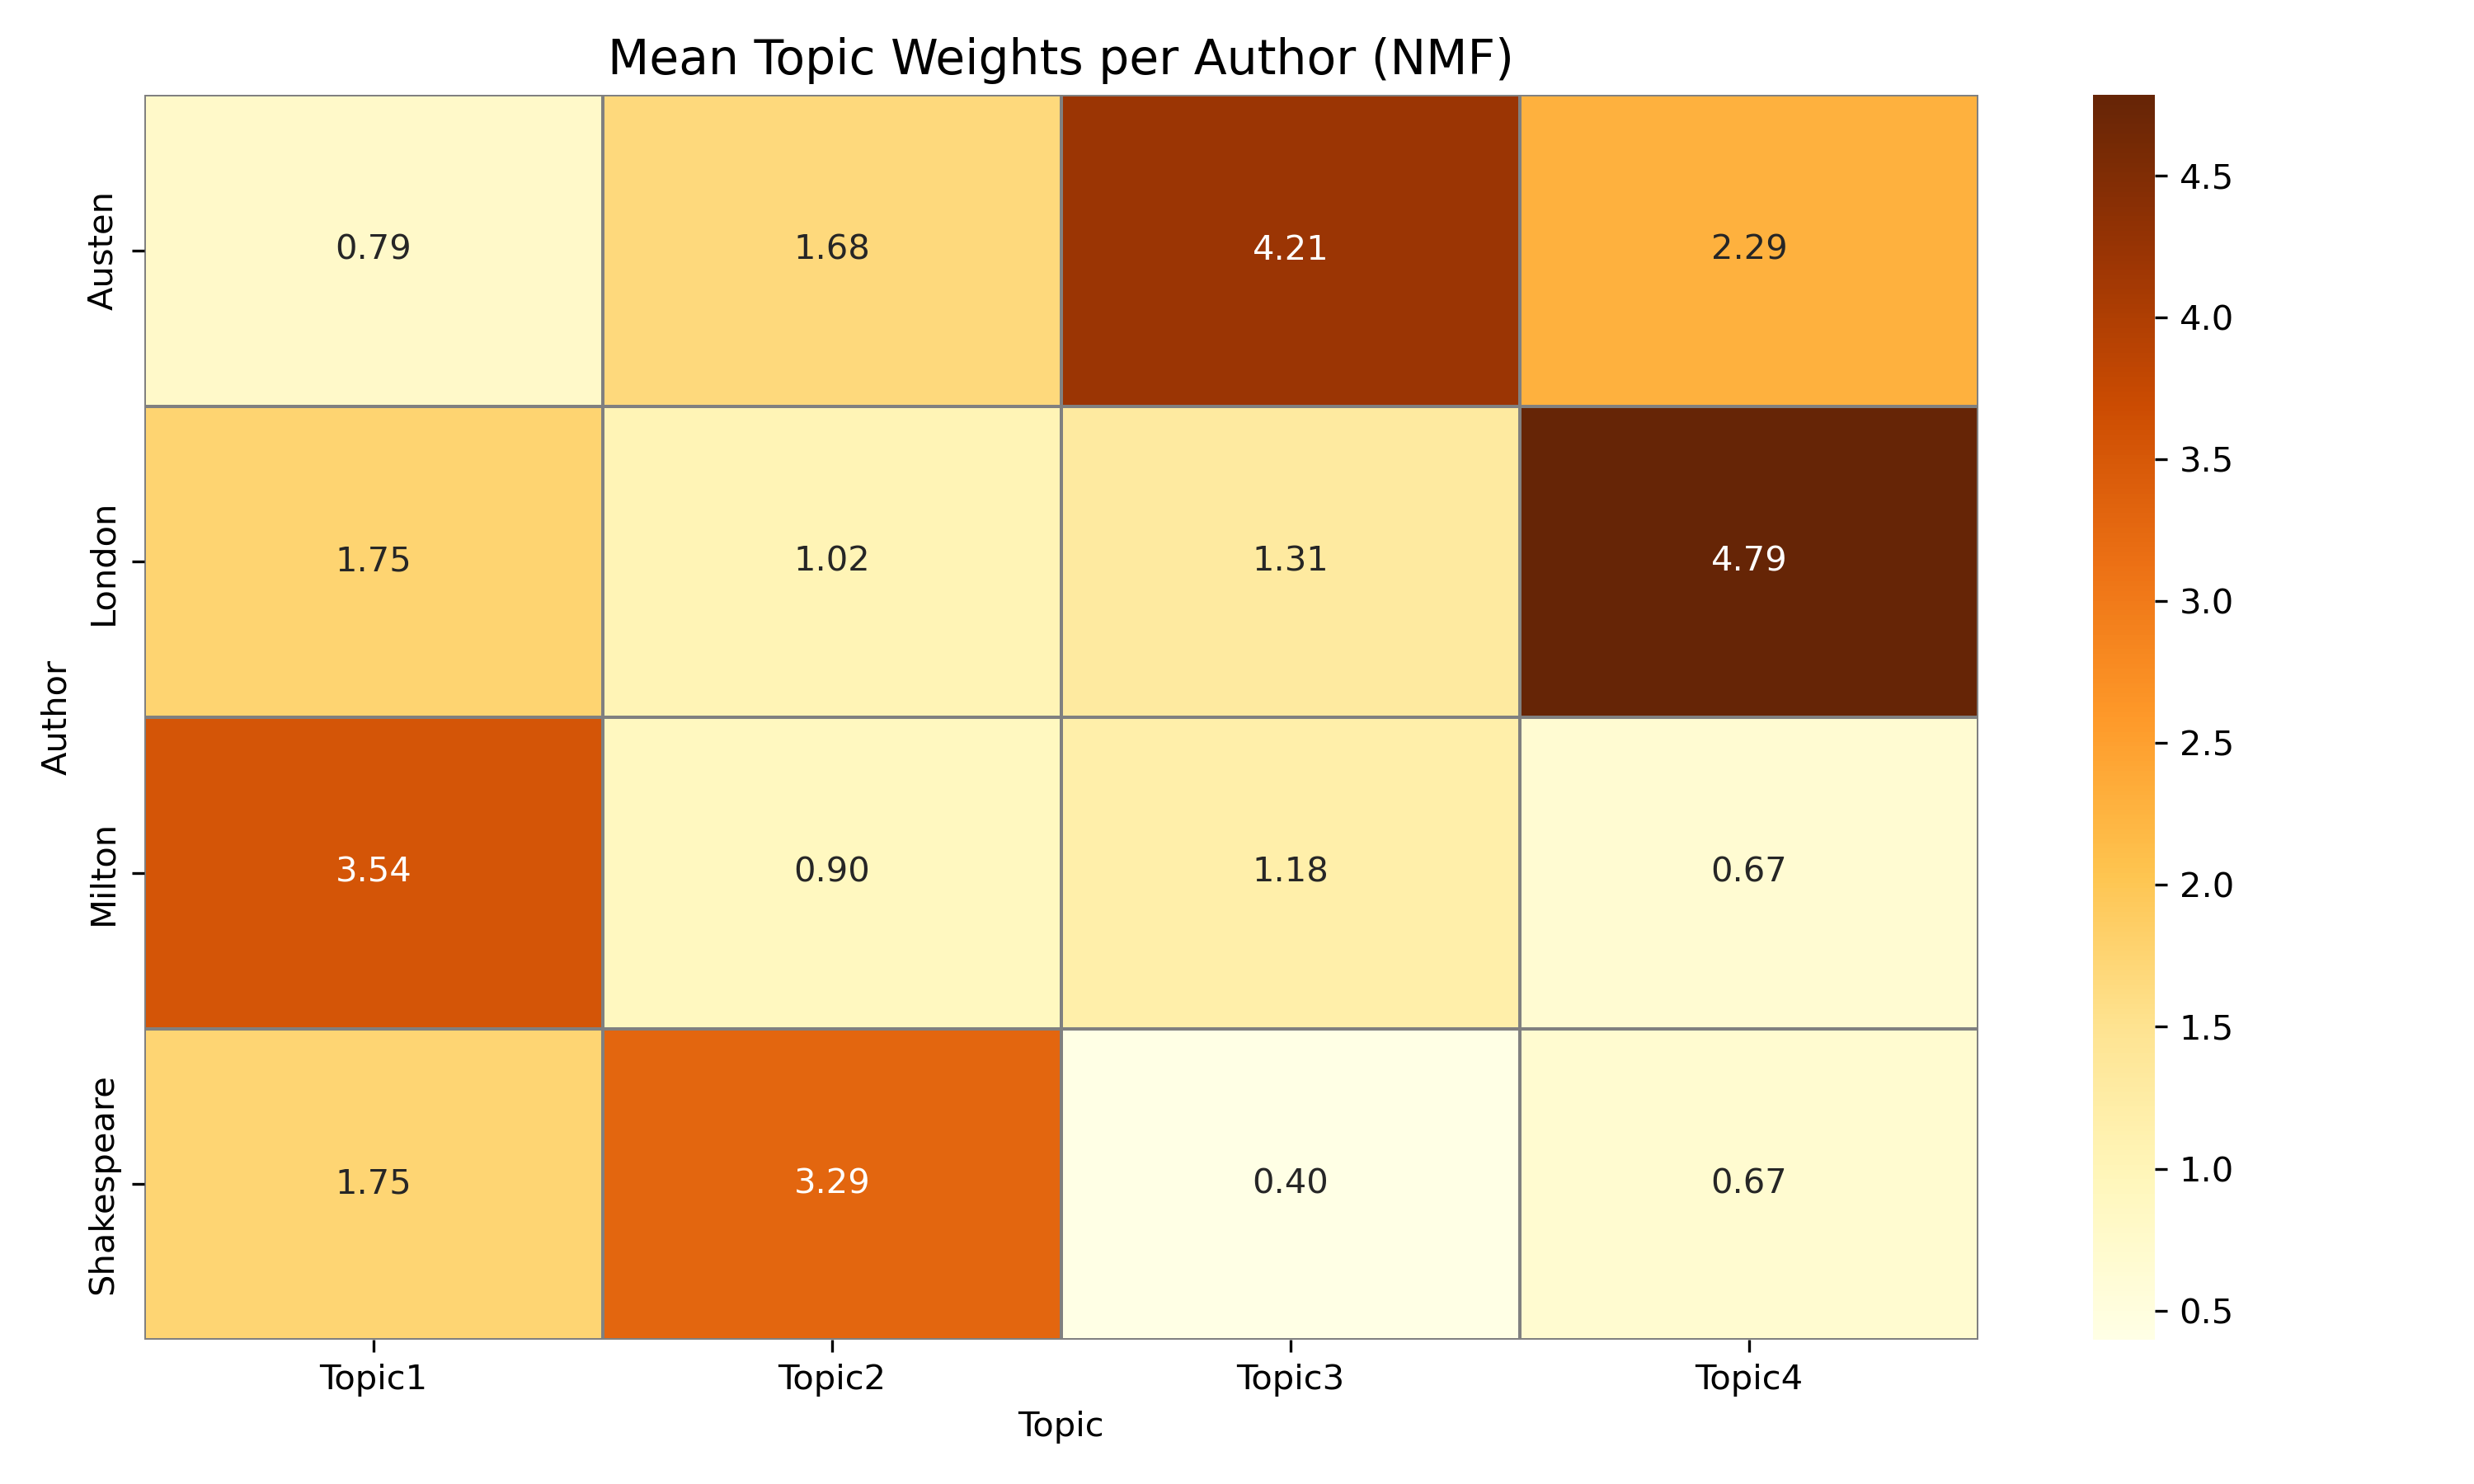 Mean Topic Weights per Author (NMF)
Author
Austen
0.79 1.68 4.21 2.29
London
1.75 1.02 1.31 4.79
Milton
3.54 0.90 1.18 0.67
Shakespeare
1.75 3.29 0.40 0.67
Topic1 Topic2 Topic3 Topic4
Topic
4.5
4.0
3.5
3.0
2.5
2.0
1.5
1.0
0.5